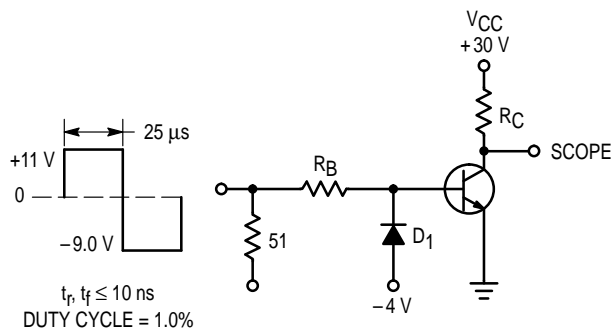 VCC
+30 V
25 μs
RC
+11 V
SCOPE
RB
0
51
D1
−9.0 V
−4 V
tr, tf ≤ 10 ns
DUTY CYCLE = 1.0%